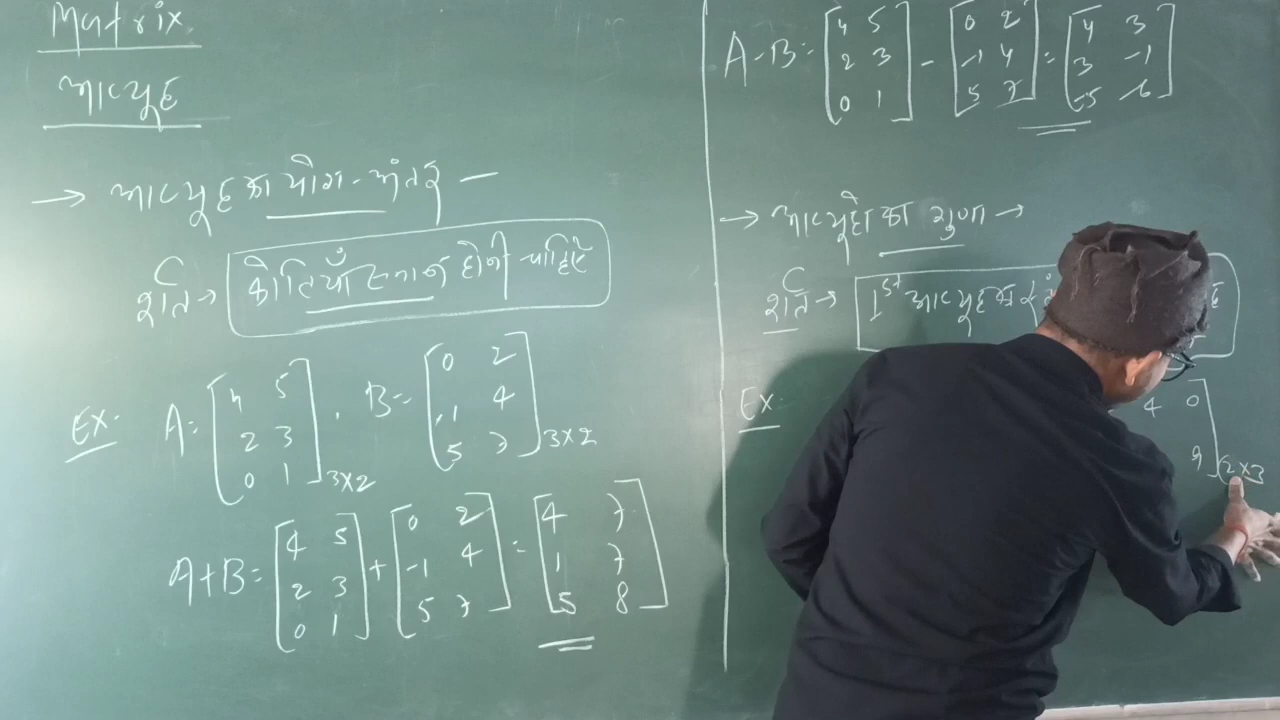 Matrix
आव्यूह
→ आव्यूह का योग - अंतर —
शर्त → कोटियाँ समान होनी चाहिए
Ex: A = [4 5 2 3 0 1] 3×2 , B = [0 2 -1 4 5 7] 3×2
A+B = [4 5 2 3 0 1] + [0 2 -1 4 5 7] = [4 7 1 7 5 8]
A-B = [4 5 2 3 0 1] - [0 2 -1 4 5 7] = [4 3 3 -1 -5 -6]
→ आव्यूहों का गुणा →
शर्त → 1st आव्यूह का
Ex:
4 0
9] 2×3